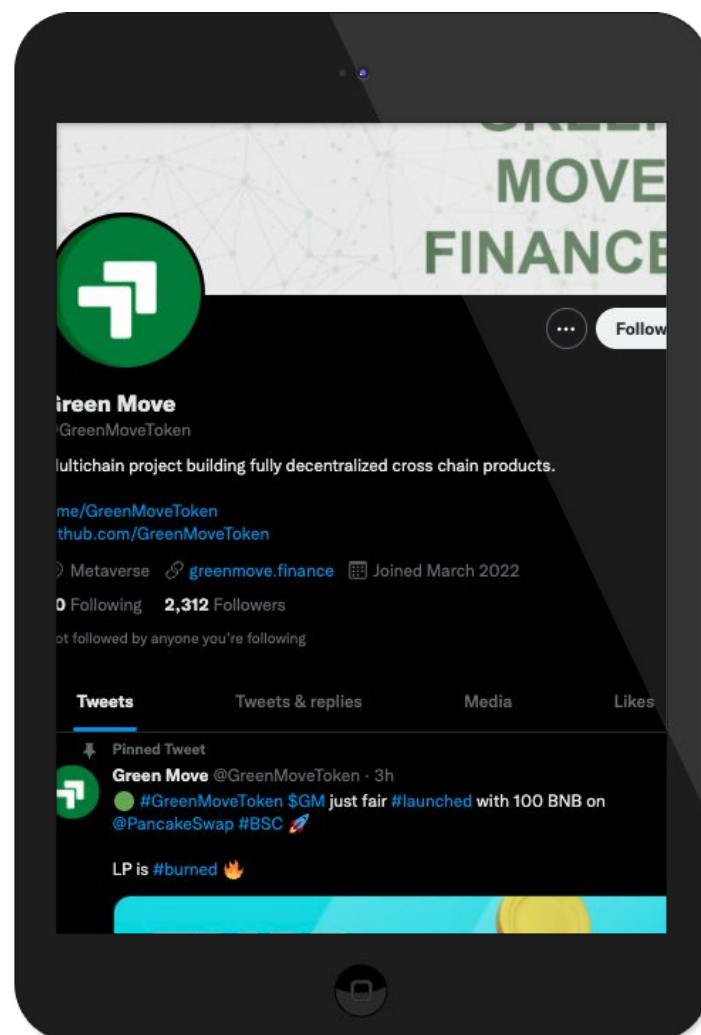 MOVE
FINANCE
Follow
Green Move
@GreenMoveToken
Multichain project building fully decentralized cross chain products.
me/GreenMoveToken
thub.com/GreenMoveToken
Metaverse greenmove.finance Joined March 2022
0 Following 2,312 Followers
ot followed by anyone you're following
Tweets Tweets & replies Media Likes
Pinned Tweet
Green Move @GreenMoveToken · 3h
#GreenMoveToken $GM just fair #launched with 100 BNB on
@PancakeSwap #BSC 🚀
LP is #burned 🔥